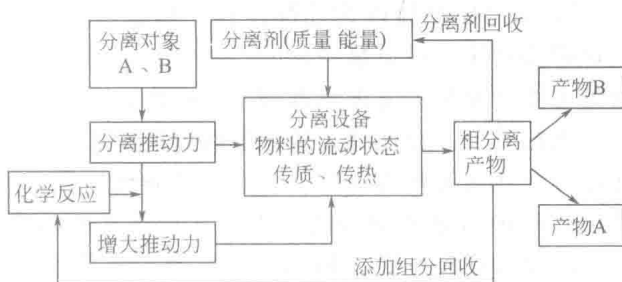 分离剂回收
分离对象
A、B
分离剂(质量 能量)
产物B
分离设备
物料的流动状态
传质、传热
分离推动力
相分离
产物
化学反应
增大推动力
产物A
添加组分回收